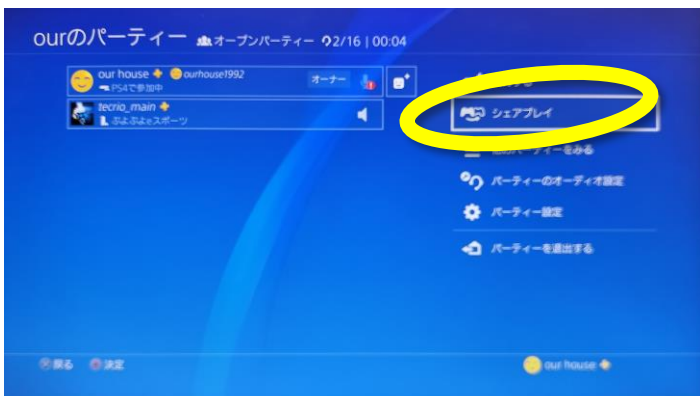 ourのパーティー オープンパーティー 2/16 | 00:04
our house ourhouse1992 オーナー
PS4で参加中
tecrio_main
ぷよぷよeスポーツ
シェアプレイ
パーティーのオーディオ設定
パーティー設定
パーティーを退出する
戻る 決定 our house